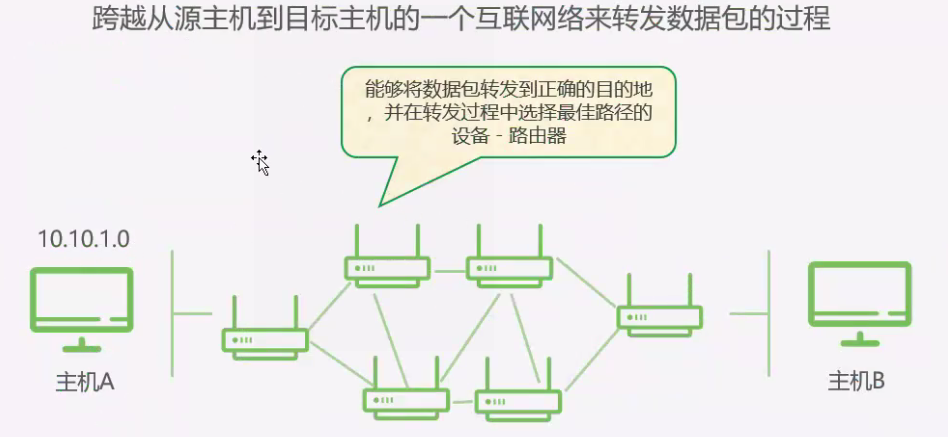 跨越从源主机到目标主机的一个互联网络来转发数据包的过程
能够将数据包转发到正确的目的地
，并在转发过程中选择最佳路径的
设备 - 路由器
10.10.1.0
主机A
主机B